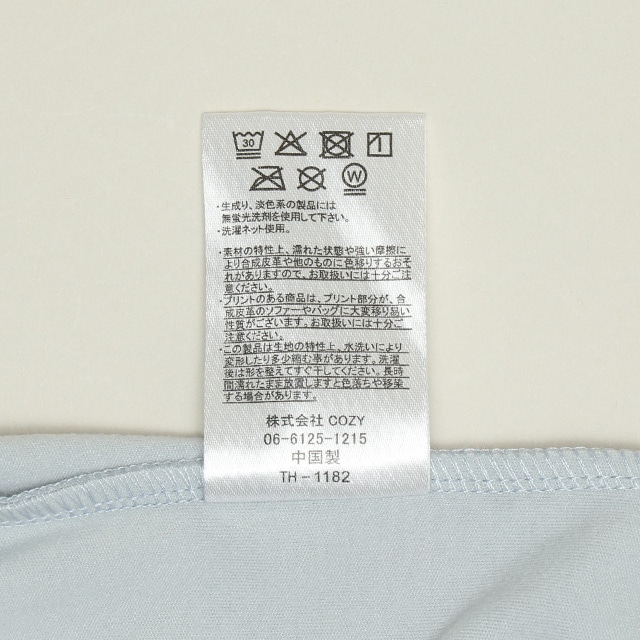 30
W
・生成り、淡色系の製品には
無蛍光洗剤を使用して下さい。
・洗濯ネット使用。
・素材の特性上、濡れた状態や強い摩擦に
より合成皮革や他のものに色移りするおそ
れがありますので、お取扱いには十分ご注
意ください。
・プリントのある商品は、プリント部分が、合
成皮革のソファーやバッグに大変移り易い
性質がございます。お取扱いには十分ご
注意ください。
・この製品は生地の特性上、水洗いにより
変形したり多少縮む事があります。洗濯
後は形を整えてすぐ干してください。長時
間濡れたまま放置しますと色落ちや移染
する場合があります。
株式会社 COZY
06-6125-1215
中国製
TH-1182